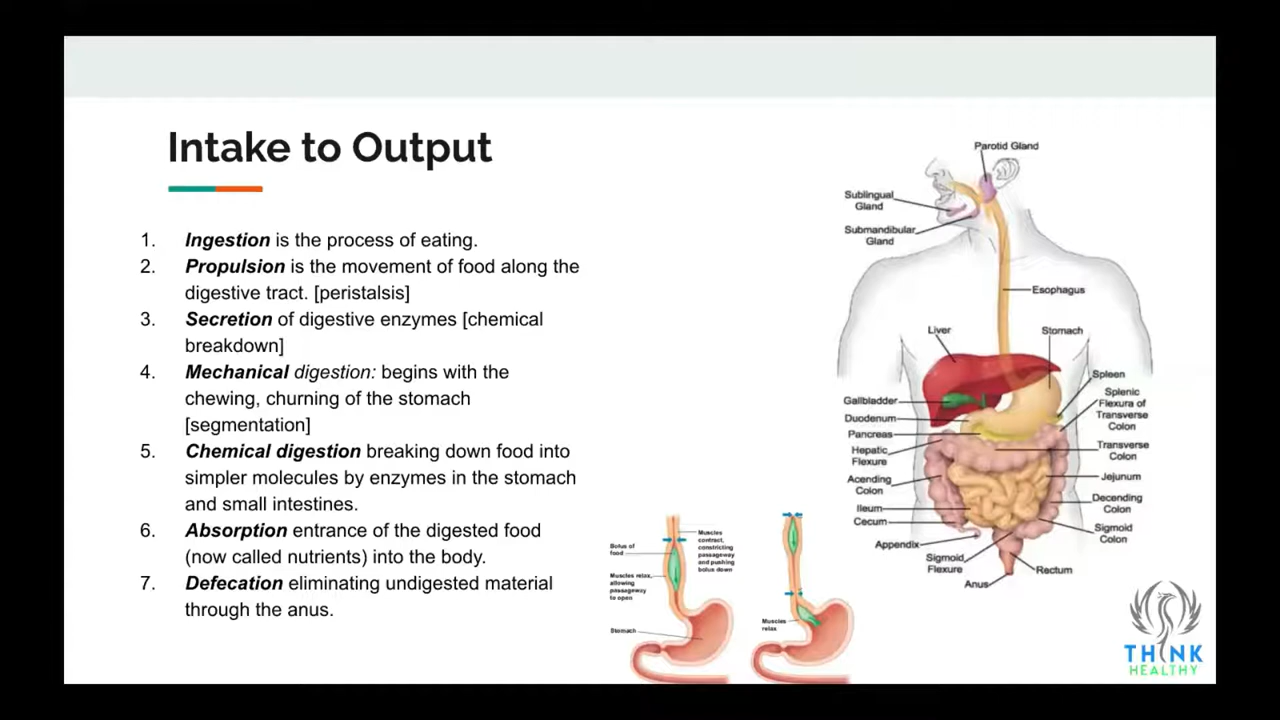 Intake to Output
1. Ingestion is the process of eating.
2. Propulsion is the movement of food along the
digestive tract. [peristalsis]
3. Secretion of digestive enzymes [chemical
breakdown]
4. Mechanical digestion: begins with the
chewing, churning of the stomach
[segmentation]
5. Chemical digestion breaking down food into
simpler molecules by enzymes in the stomach
and small intestines.
6. Absorption entrance of the digested food
(now called nutrients) into the body.
7. Defecation eliminating undigested material
through the anus.
Bolus of
food
Muscles relax,
allowing
passageway
to open
Stomach
Muscles
contract,
constricting
passageway
and pushing
bolus down
Muscles
relax
Parotid Gland
Sublingual
Gland
Submandibular
Gland
Esophagus
Liver
Stomach
Gallbladder
Duodenum
Pancreas
Hepatic
Flexure
Acending
Colon
Ileum
Cecum
Appendix
Sigmoid
Flexure
Anus
Spleen
Splenic
Flexura of
Transverse
Colon
Transverse
Colon
Jejunum
Decending
Colon
Sigmoid
Colon
Rectum
THINK
HEALTHY